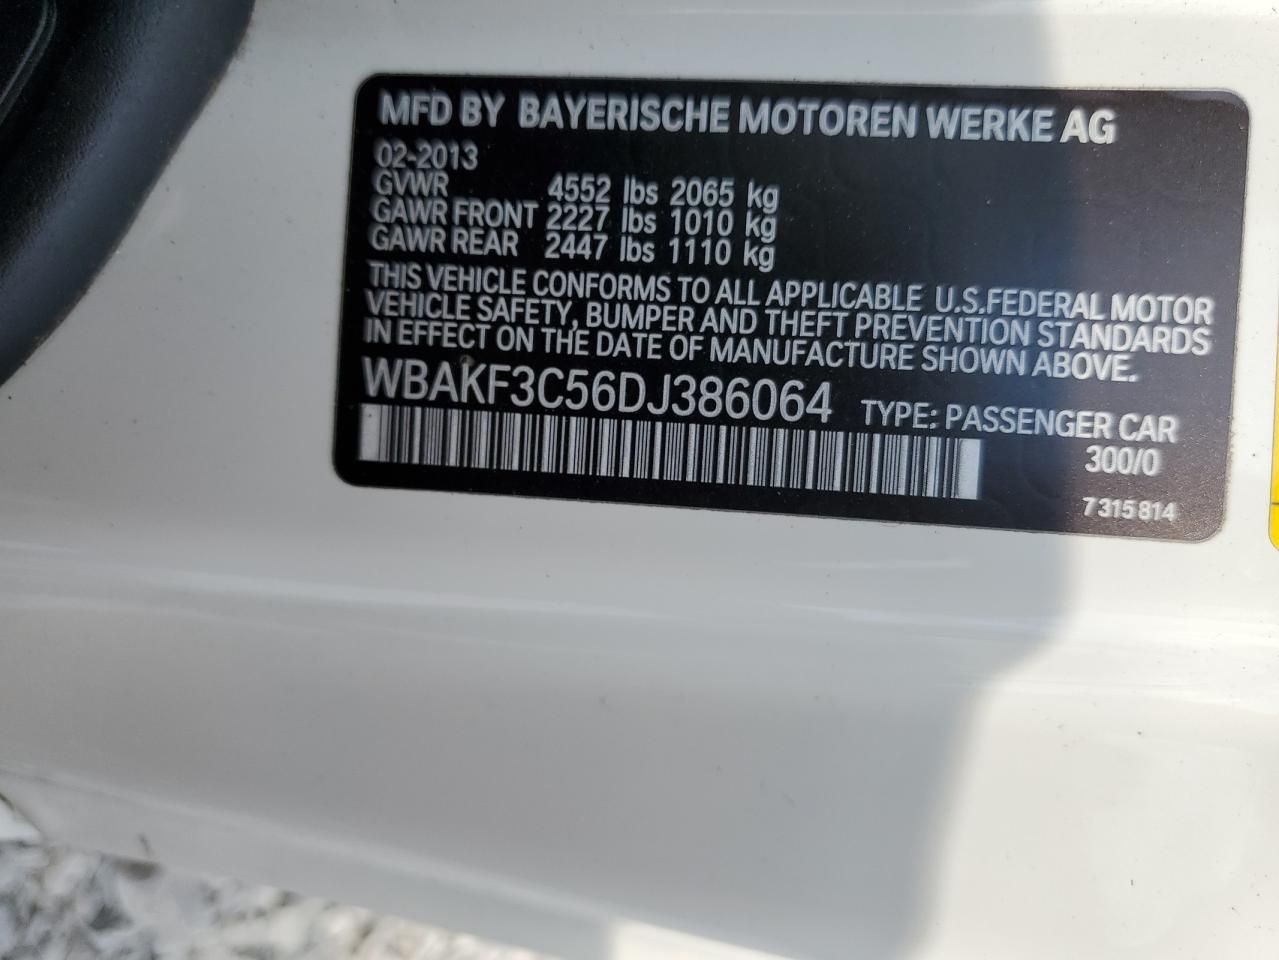 MFD BY BAYERISCHE MOTOREN WERKE AG
02-2013
GVWR 4552 lbs 2065 kg
GAWR FRONT 2227 lbs 1010 kg
GAWR REAR 2447 lbs 1110 kg
THIS VEHICLE CONFORMS TO ALL APPLICABLE U.S.FEDERAL MOTOR
VEHICLE SAFETY, BUMPER AND THEFT PREVENTION STANDARDS
IN EFFECT ON THE DATE OF MANUFACTURE SHOWN ABOVE.
WBAKF3C56DJ386064 TYPE: PASSENGER CAR
300/0
7 315 814